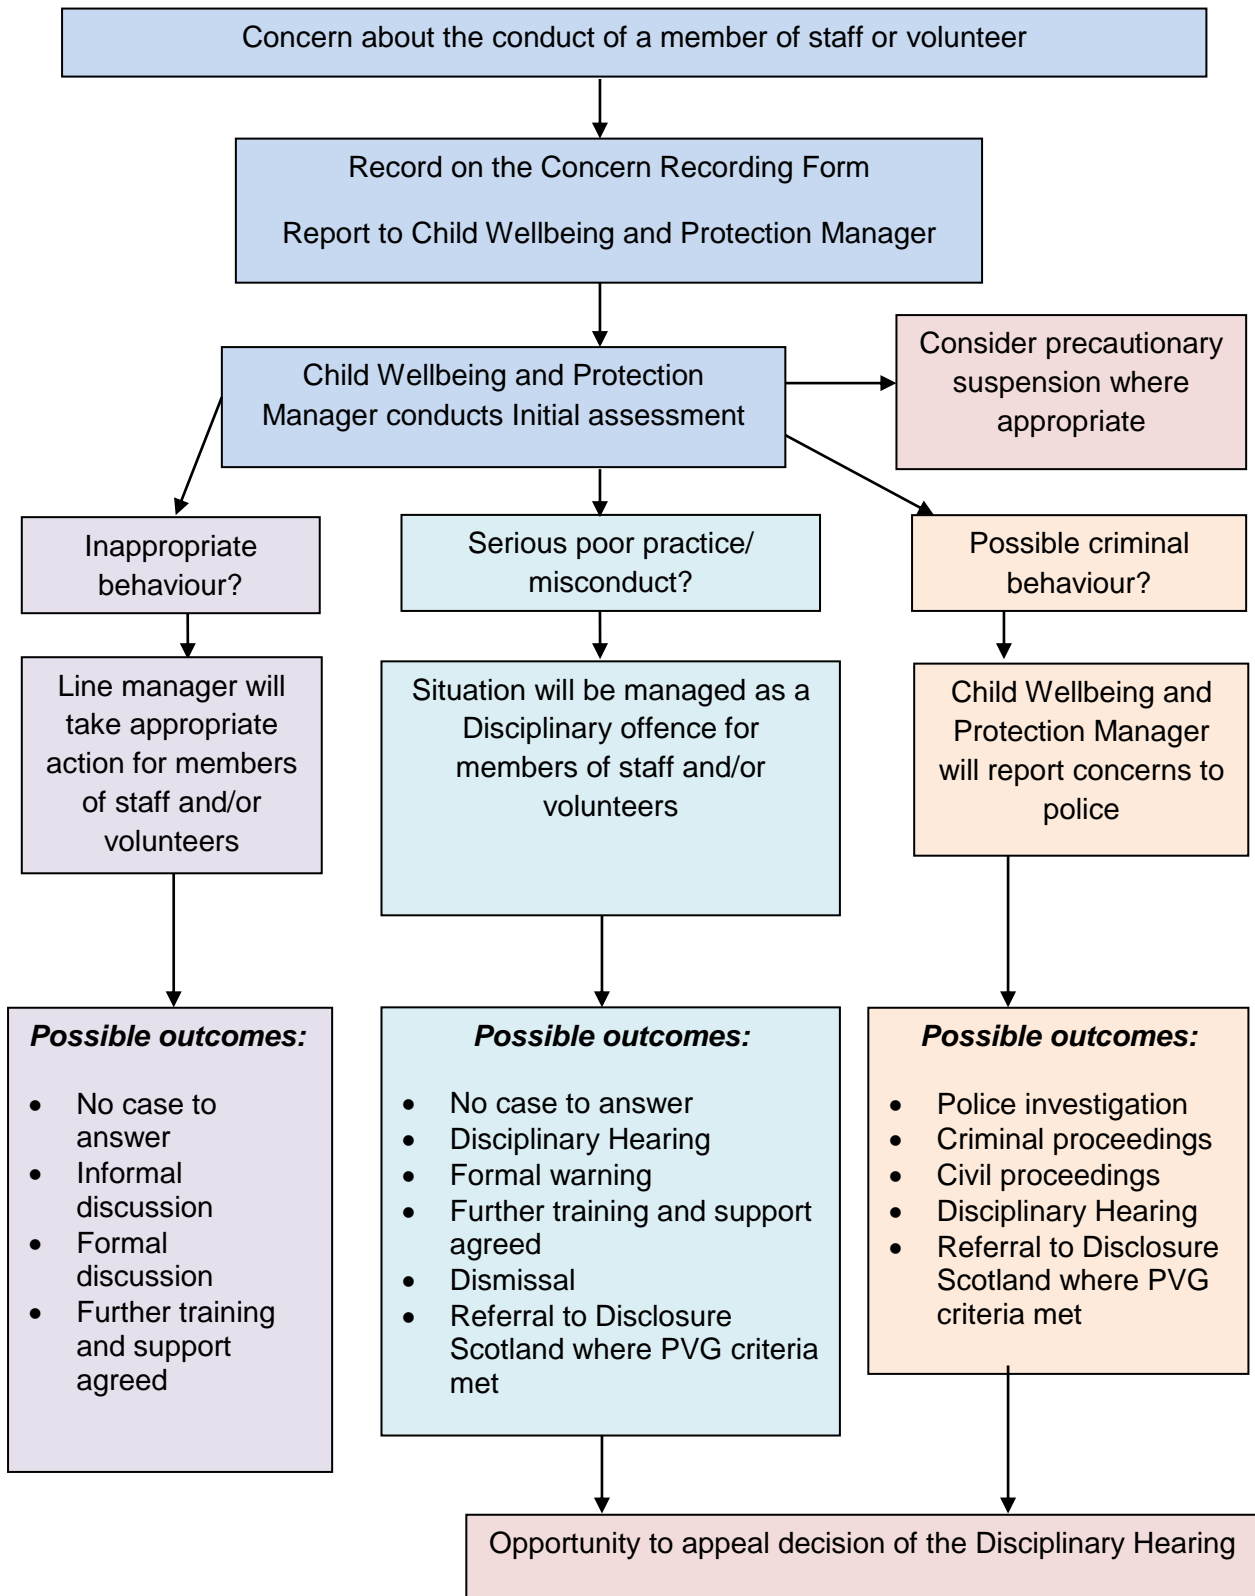 Concern about the conduct of a member of staff or volunteer
Record on the Concern Recording Form
Report to Child Wellbeing and Protection Manager
Child Wellbeing and Protection
Manager conducts Initial assessment
Consider precautionary
suspension where
appropriate
Inappropriate
behaviour?
Serious poor practice/
misconduct?
Possible criminal
behaviour?
Line manager will
take appropriate
action for members
of staff and/or
volunteers
Situation will be managed as a
Disciplinary offence for
members of staff and/or
volunteers
Child Wellbeing and
Protection Manager
will report concerns to
police
Possible outcomes:
• No case to
answer
• Informal
discussion
• Formal
discussion
• Further training
and support
agreed
Possible outcomes:
• No case to answer
• Disciplinary Hearing
• Formal warning
• Further training and support
agreed
• Dismissal
• Referral to Disclosure
Scotland where PVG criteria
met
Possible outcomes:
• Police investigation
• Criminal proceedings
• Civil proceedings
• Disciplinary Hearing
• Referral to Disclosure
Scotland where PVG
criteria met
Opportunity to appeal decision of the Disciplinary Hearing